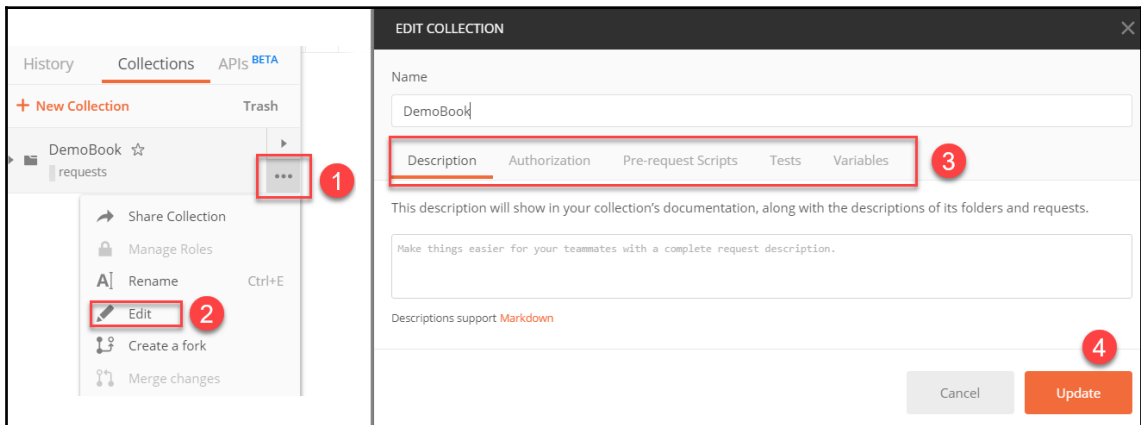 History Collections APIs BETA
+ New Collection Trash
DemoBook
requests
1
Share Collection
Manage Roles
Rename Ctrl+E
Edit
2
Create a fork
Merge changes
EDIT COLLECTION
Name
DemoBook
Description Authorization Pre-request Scripts Tests Variables
3
This description will show in your collection's documentation, along with the descriptions of its folders and requests.
Make things easier for your teammates with a complete request description.
Descriptions support Markdown
4
Cancel Update